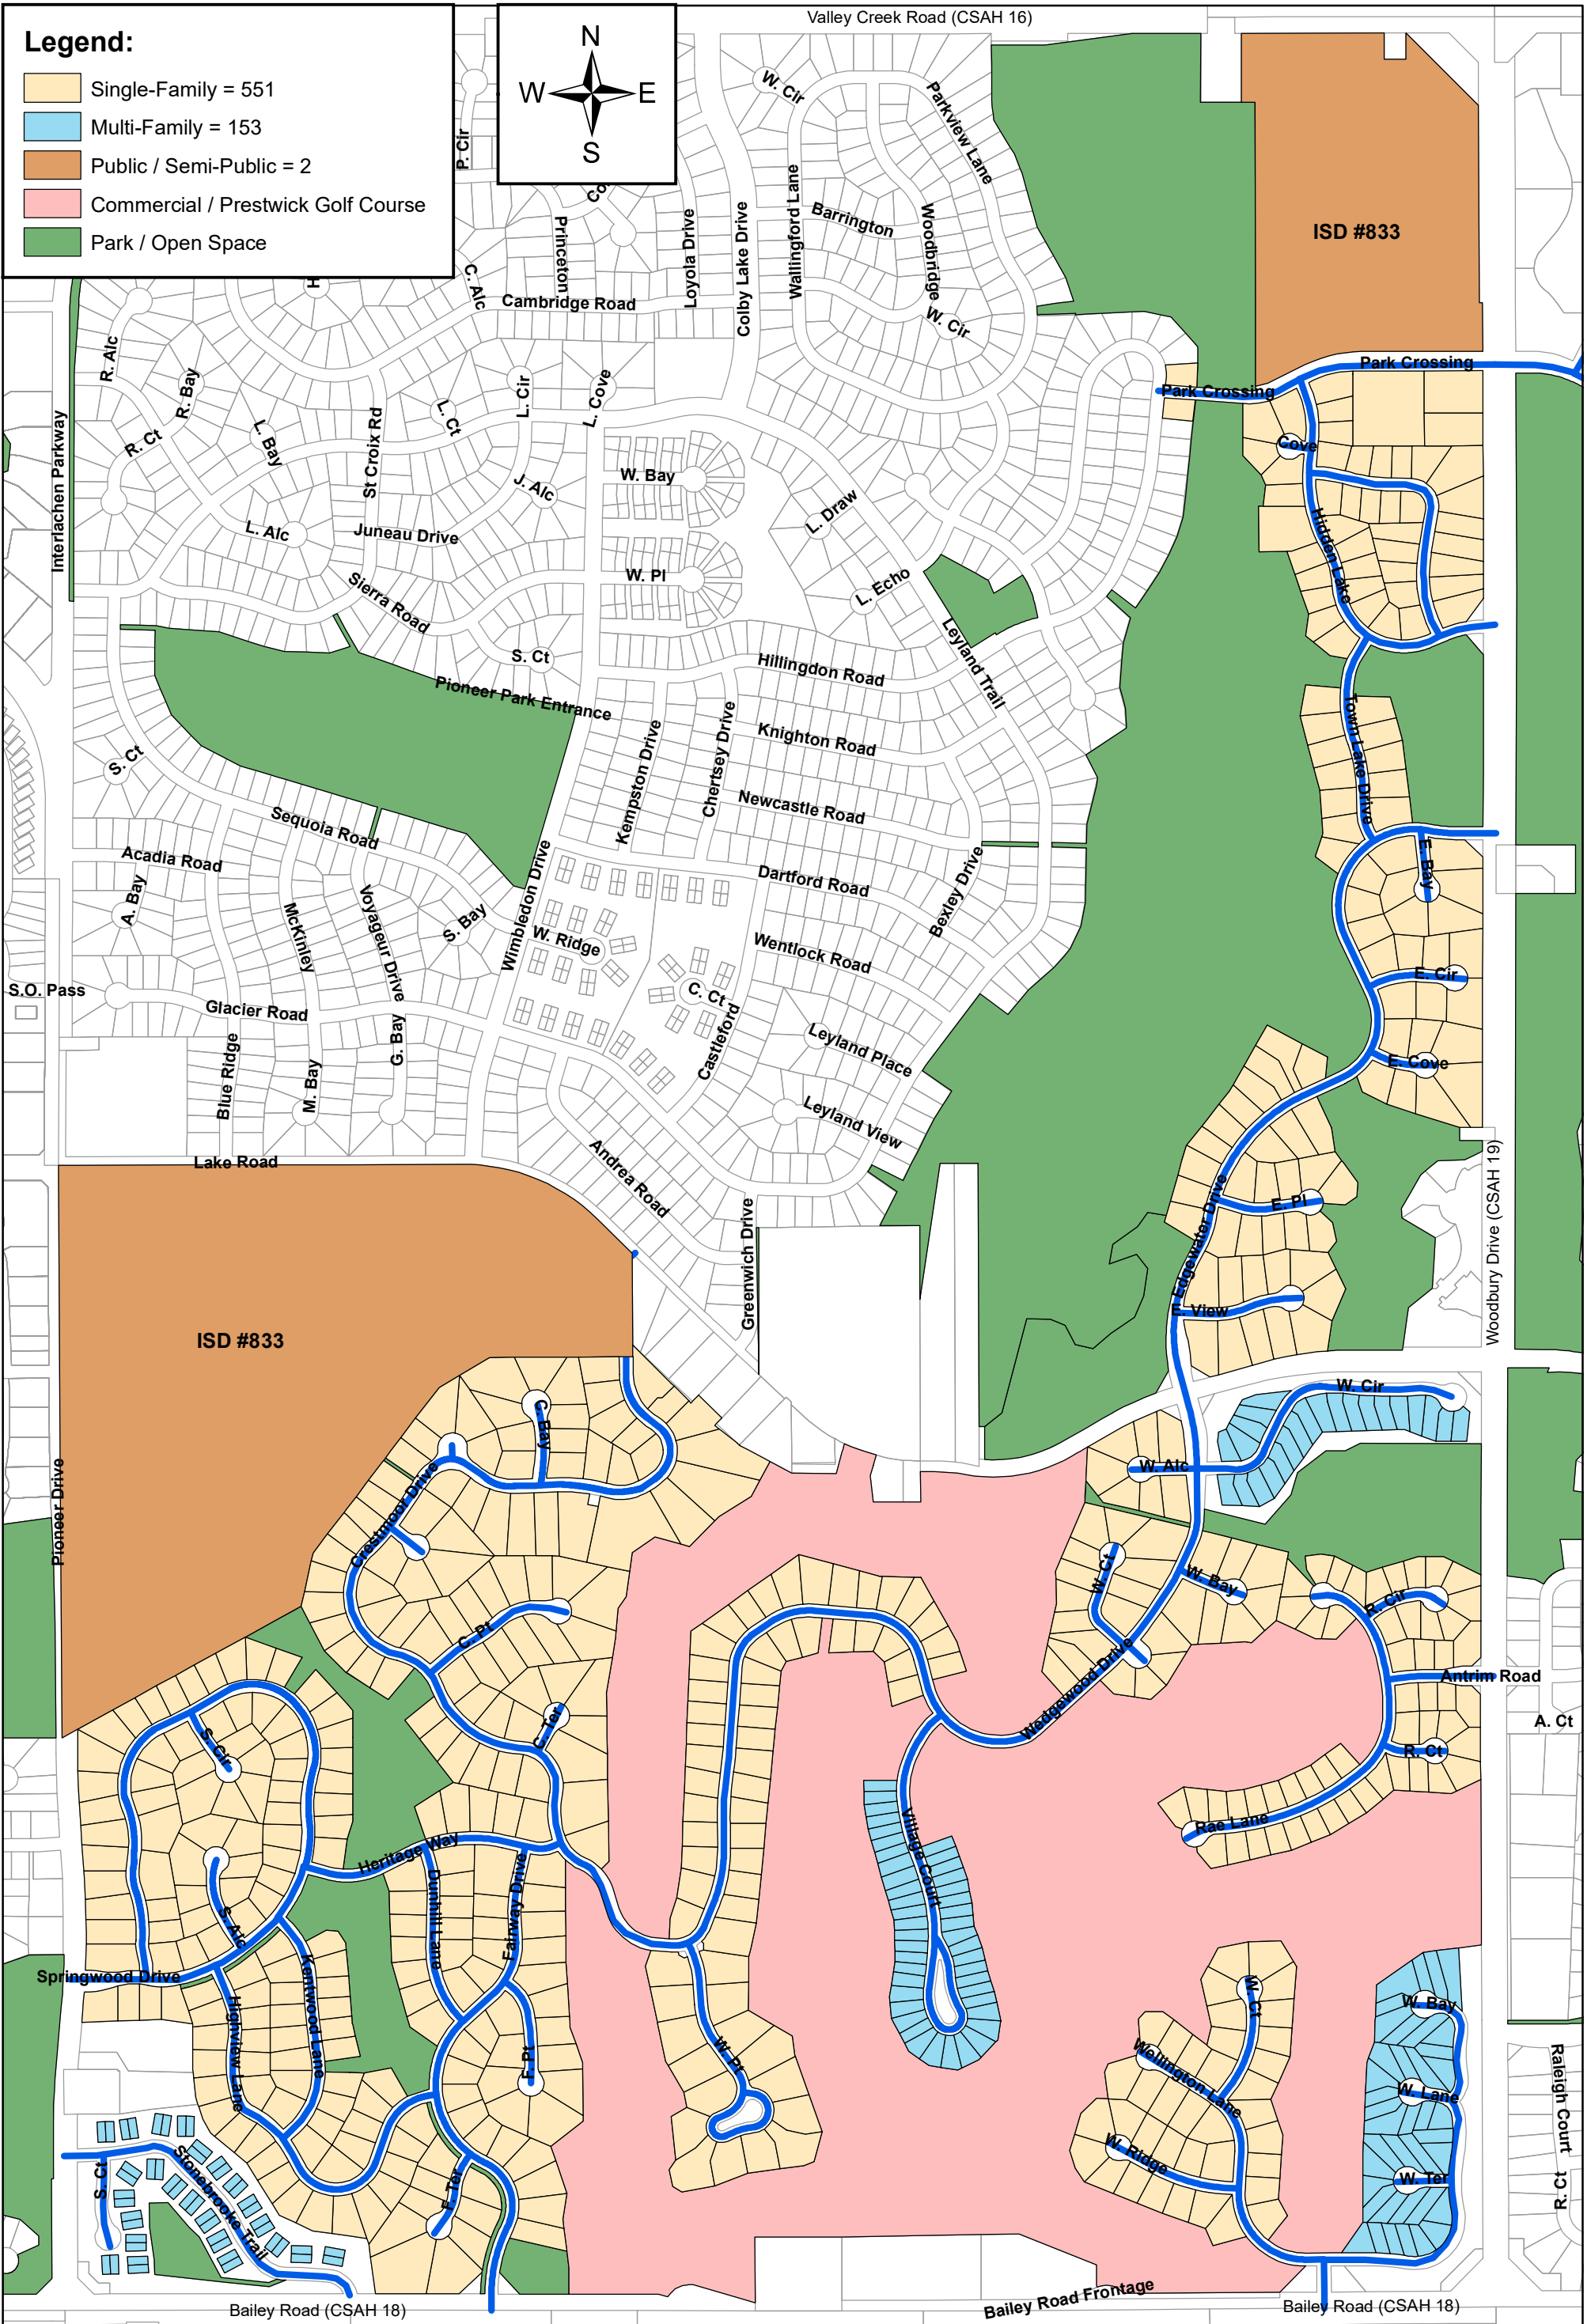 Legend:
Single-Family = 551
Multi-Family = 153
Public / Semi-Public = 2
Commercial / Prestwick Golf Course
Park / Open Space
N
W E
S
Valley Creek Road (CSAH 16)
W. Cir
Parkview Lane
P. Cir
Princeton
Loyola Drive
Colby Lake Drive
Wallingford Lane
Barrington
Woodbridge
ISD #833
C. Alc
Cambridge Road
W. Cir
Park Crossing
Park Crossing
R. Alc
R. Bay
L. Cir
L. Cove
L. Ct
R. Ct
L. Bay
St Croix Rd
Cove
Interlachen Parkway
W. Bay
J. Alc
L. Draw
L. Alc
Juneau Drive
Hidden Lake
W. Pl
L. Echo
Sierra Road
S. Ct
Leyland Trail
Hillingdon Road
Pioneer Park Entrance
Town Lake Drive
Kempston Drive
Chertsey Drive
Knighton Road
S. Ct
Newcastle Road
Sequoia Road
Acadia Road
E. Bay
A. Bay
Dartford Road
Bexley Drive
Wimbledon Drive
McKinley
Voyageur Drive
S. Bay
W. Ridge
Wentlock Road
E. Cir
S.O. Pass
C. Ct
Glacier Road
G. Bay
Castleford
Leyland Place
E. Cove
Blue Ridge
M. Bay
Leyland View
Lake Road
Andrea Road
Woodbury Drive (CSAH 19)
E. Pl
Greenwich Drive
Edgewater Drive
E. View
ISD #833
W. Cir
C. Bay
W. Alc
Pioneer Drive
Crestmoor Drive
W. Ct
W. Bay
R. Cir
C. Pt
Wedgewood Drive
Antrim Road
C. Ter
A. Ct
S. Cir
R. Ct
Village Court
Rae Lane
Heritage Way
Dunhill Lane
Fairway Drive
S. Alc
Springwood Drive
Kentwood Lane
Highview Lane
W. Ct
W. Bay
F. Pt
W. Pt
Wellington Lane
W. Lane
Raleigh Court
S. Ct
Stonebrooke Trail
F. Ter
W. Ridge
W. Ter
R. Ct
Bailey Road (CSAH 18)
Bailey Road Frontage
Bailey Road (CSAH 18)